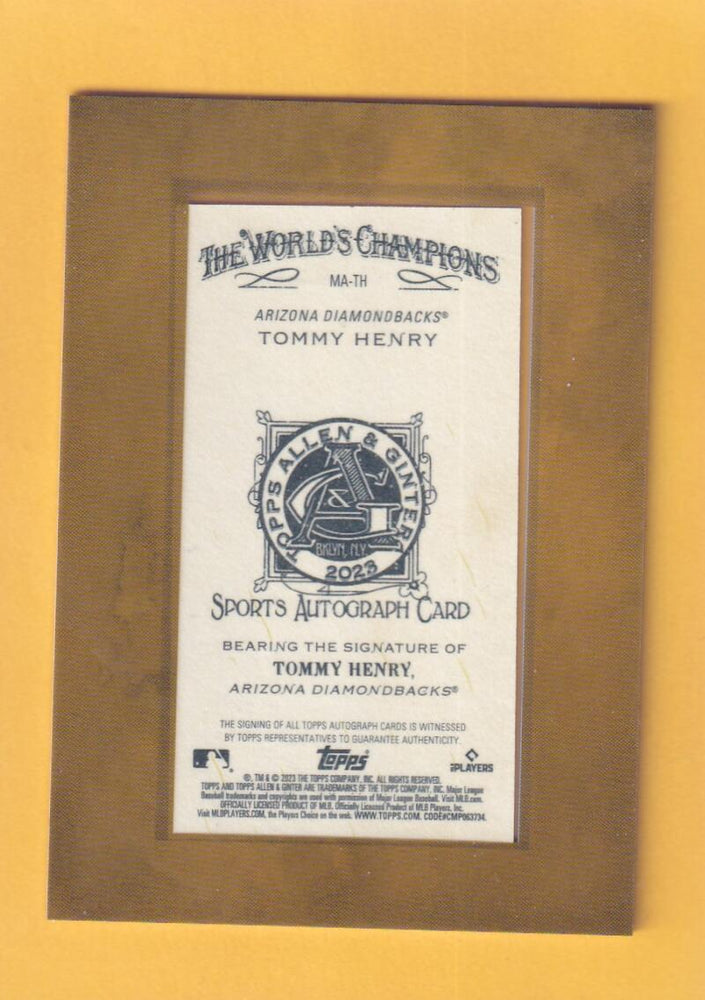 THE WORLD'S CHAMPIONS
MA-TH
ARIZONA DIAMONDBACKS®
TOMMY HENRY
TOPPS ALLEN & GINTER
A&G
BKLYN, N.Y.
2023
SPORTS AUTOGRAPH CARD
BEARING THE SIGNATURE OF
TOMMY HENRY,
ARIZONA DIAMONDBACKS®
THE SIGNING OF ALL TOPPS AUTOGRAPH CARDS IS WITNESSED
BY TOPPS REPRESENTATIVES TO GUARANTEE AUTHENTICITY.
topps® PLAYERS
®, TM & © 2023 THE TOPPS COMPANY, INC. ALL RIGHTS RESERVED.
TOPPS AND TOPPS ALLEN & GINTER ARE TRADEMARKS OF THE TOPPS COMPANY, INC. Major League
Baseball trademarks and copyrights are used with permission of Major League Baseball. Visit MLB.com.
OFFICIALLY LICENSED PRODUCT OF MLB Players, Inc. Officially Licensed Product of MLB Players, Inc.
Visit MLBPLAYERS.COM, the Players Choice on the web. WWW.TOPPS.COM. CODE#CMP063734.